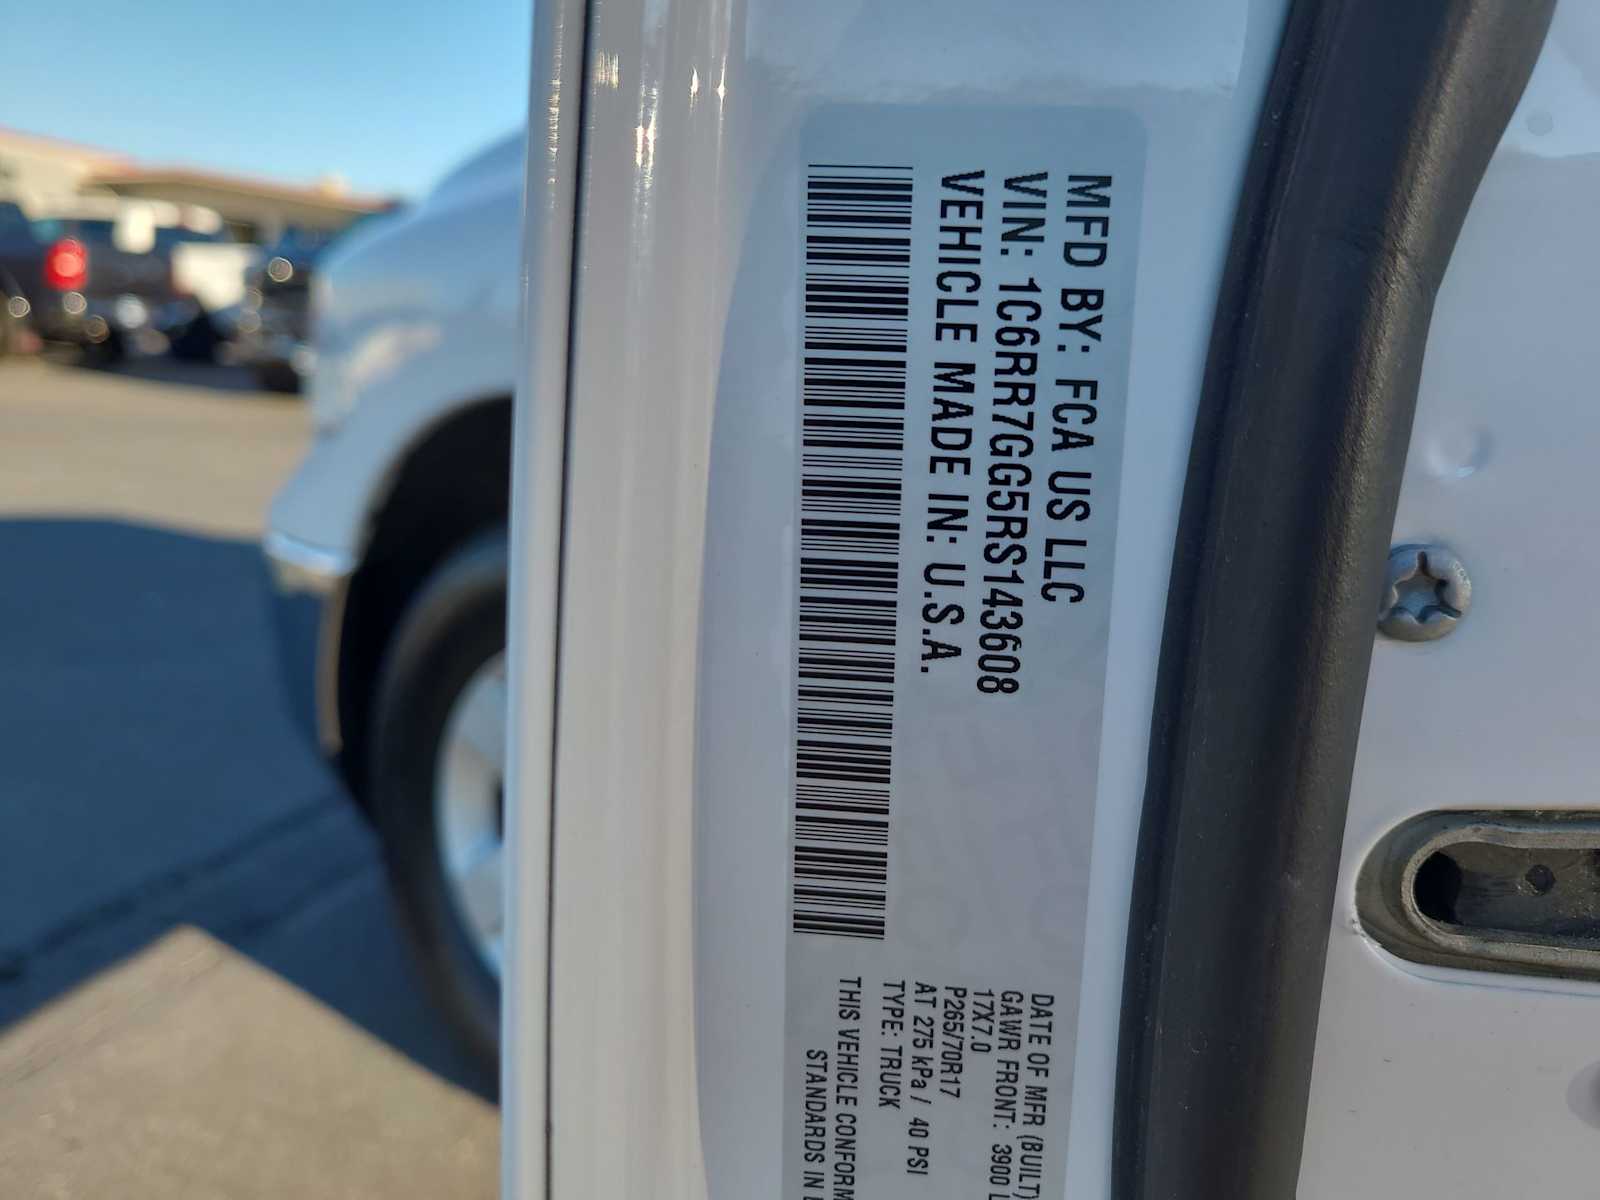 MFD BY: FCA US LLC
VIN: 1C6RR7GG5RS143608
VEHICLE MADE IN: U.S.A.
DATE OF MFR (BUILT)
GAWR FRONT: 3900 L
17X7.0
P265/70R17
AT 275 kPa / 40 PSI
TYPE: TRUCK
THIS VEHICLE CONFORM
STANDARDS IN E